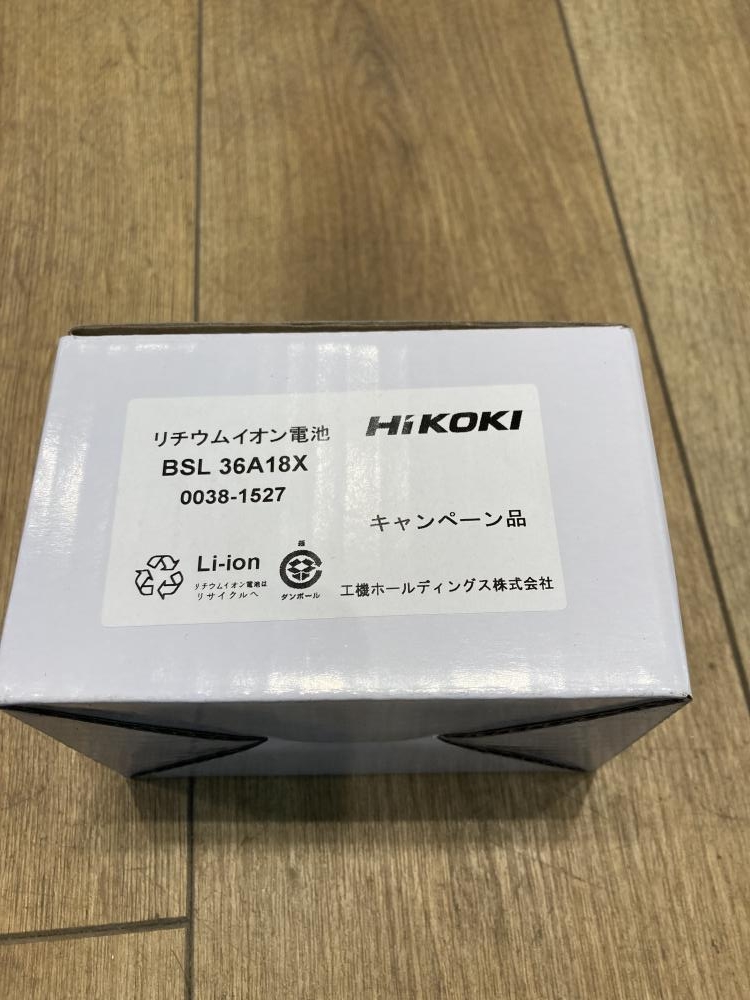 リチウムイオン電池
HiKOKI
BSL 36A18X
0038-1527
キャンペーン品
Li-ion
リチウムイオン電池は
リサイクルへ
ダンボール
工機ホールディングス株式会社